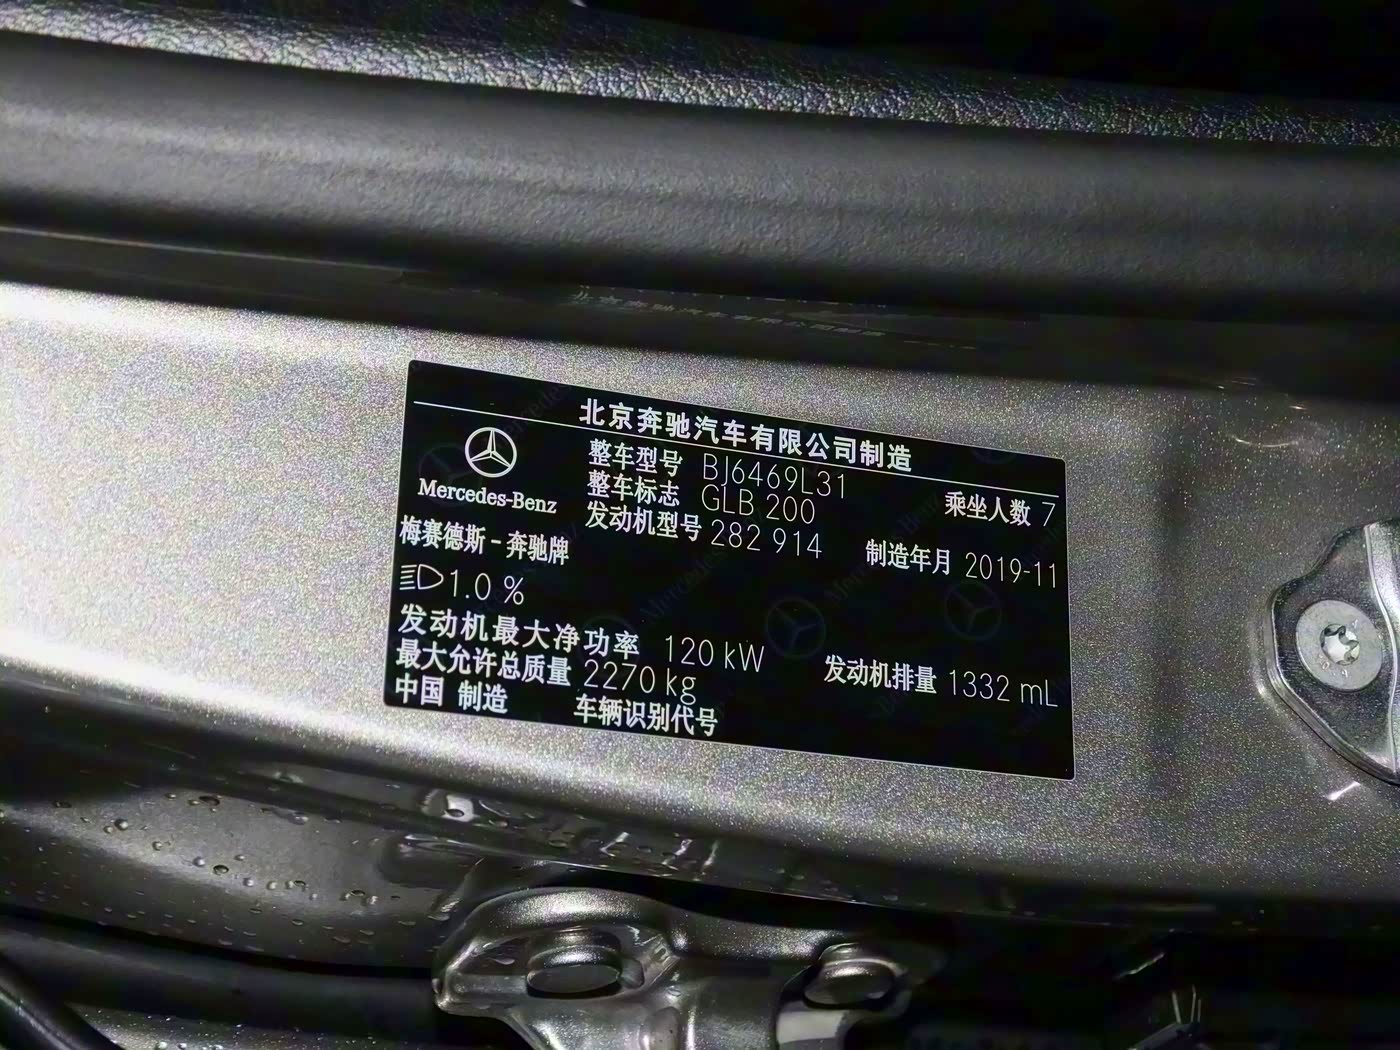 北京奔驰汽车有限公司制造
Mercedes-Benz
梅赛德斯-奔驰牌
整车型号 BJ6469L31
整车标志 GLB 200
发动机型号 282 914
乘坐人数 7
制造年月 2019-11
1.0 %
发动机最大净功率 120 kW
发动机排量 1332 mL
最大允许总质量 2270 kg
中国 制造 车辆识别代号